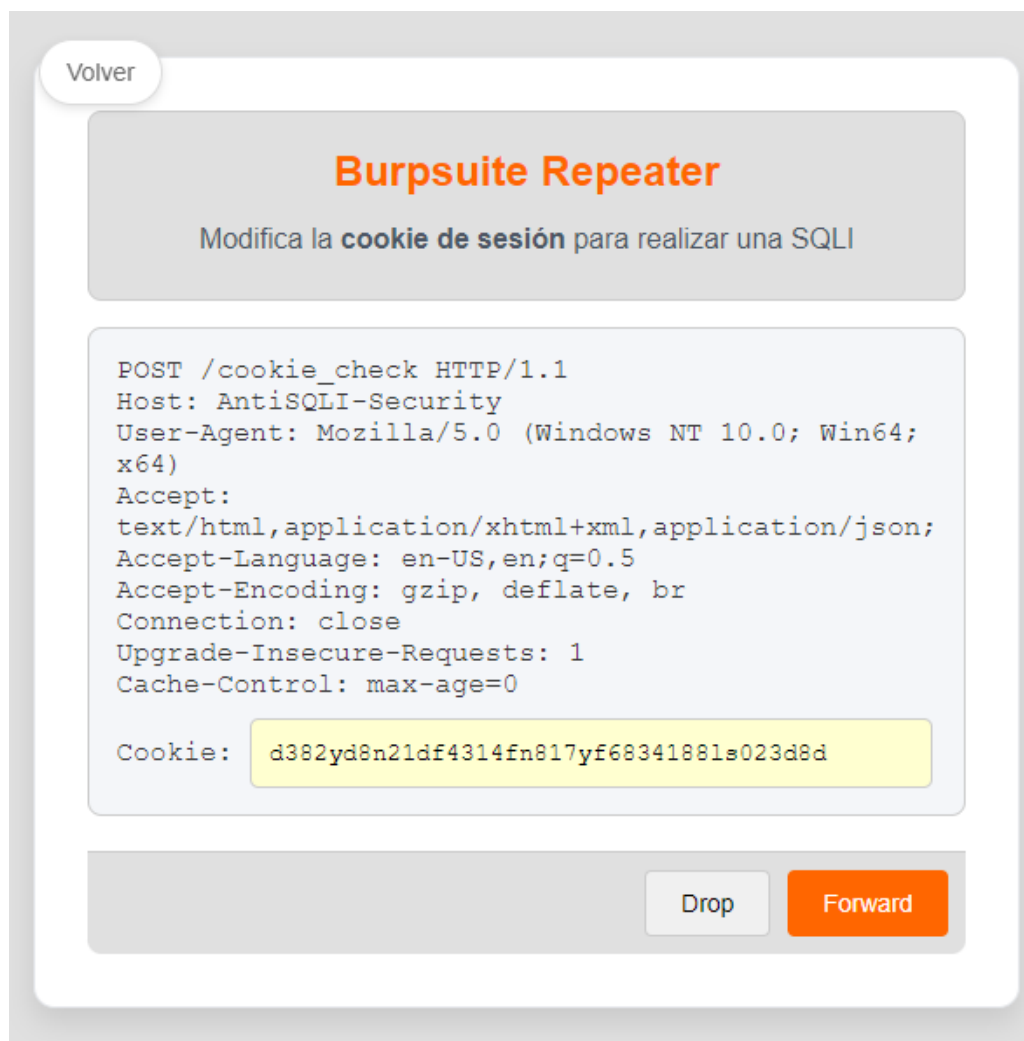 Volver
Burpsuite Repeater
Modifica la cookie de sesión para realizar una SQLI
POST /cookie_check HTTP/1.1
Host: AntiSQLI-Security
User-Agent: Mozilla/5.0 (Windows NT 10.0; Win64;
x64)
Accept:
text/html,application/xhtml+xml,application/json;
Accept-Language: en-US,en;q=0.5
Accept-Encoding: gzip, deflate, br
Connection: close
Upgrade-Insecure-Requests: 1
Cache-Control: max-age=0
Cookie: d382yd8n21df4314fn817yf6834188ls023d8d
Drop Forward